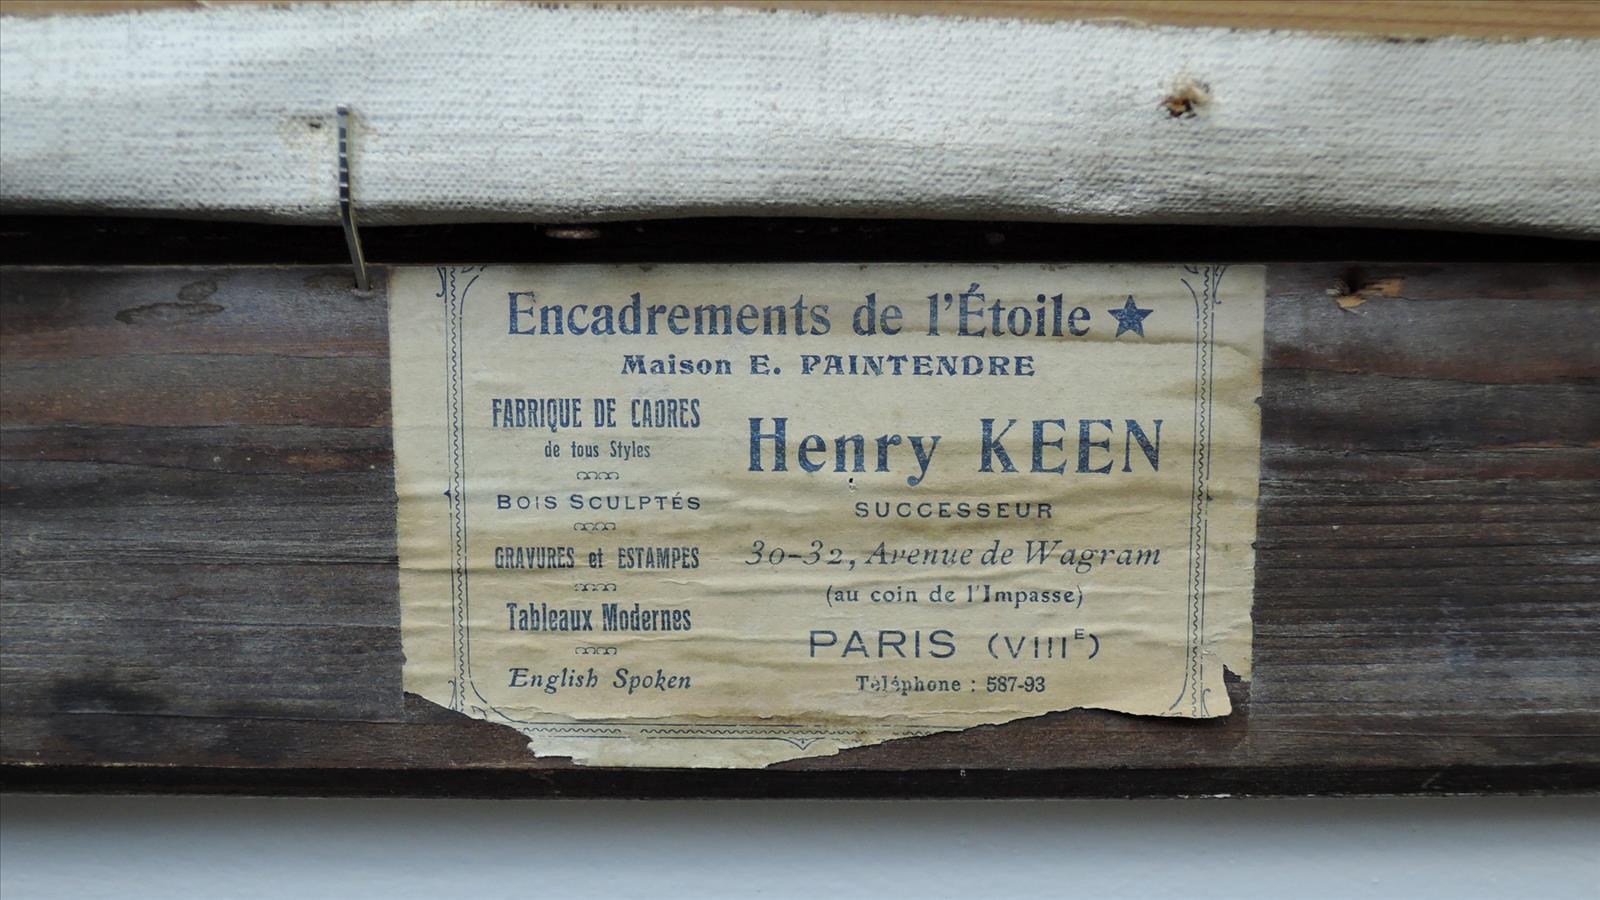 Encadrements de l'Étoile ★
Maison E. PAINTENDRE
FABRIQUE DE CADRES
de tous Styles
BOIS SCULPTÉS
GRAVURES et ESTAMPES
Tableaux Modernes
English Spoken
Henry KEEN
SUCCESSEUR
30-32, Avenue de Wagram
(au coin de l'Impasse)
PARIS (VIIIE)
Téléphone : 587-93